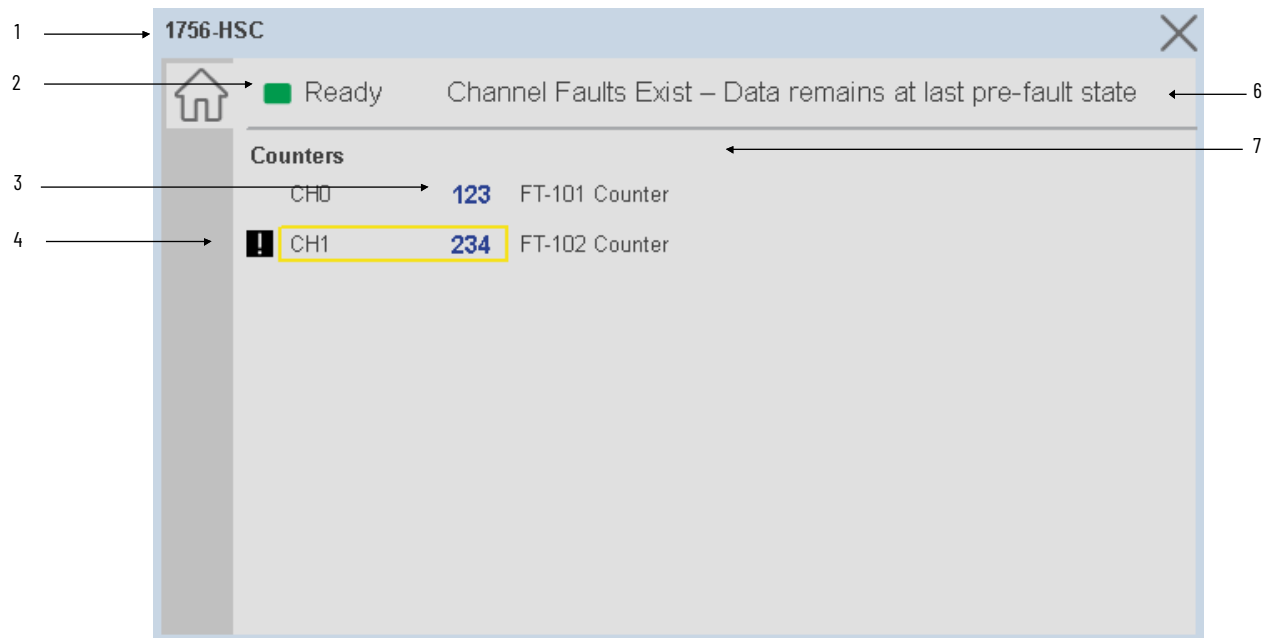 1 1756-HSC
2 Ready Channel Faults Exist – Data remains at last pre-fault state 6
Counters 7
3 CH0 123 FT-101 Counter
4 ! CH1 234 FT-102 Counter